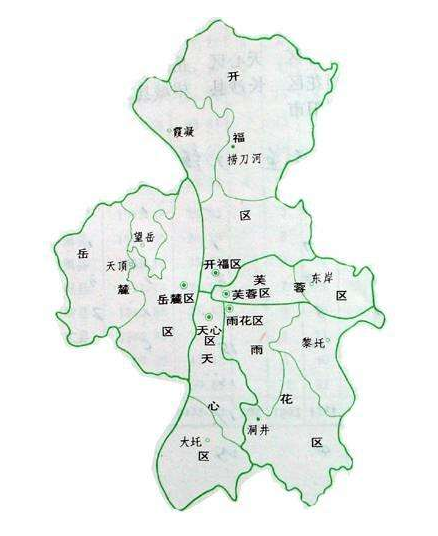 开
福
区
霞凝
捞刀河
望岳
岳
麓
区
天顶
开福区
岳麓区
芙
蓉
区
东岸
芙蓉区
雨花区
天心
区
天
心
区
雨
花
区
黎圫
洞井
大圫